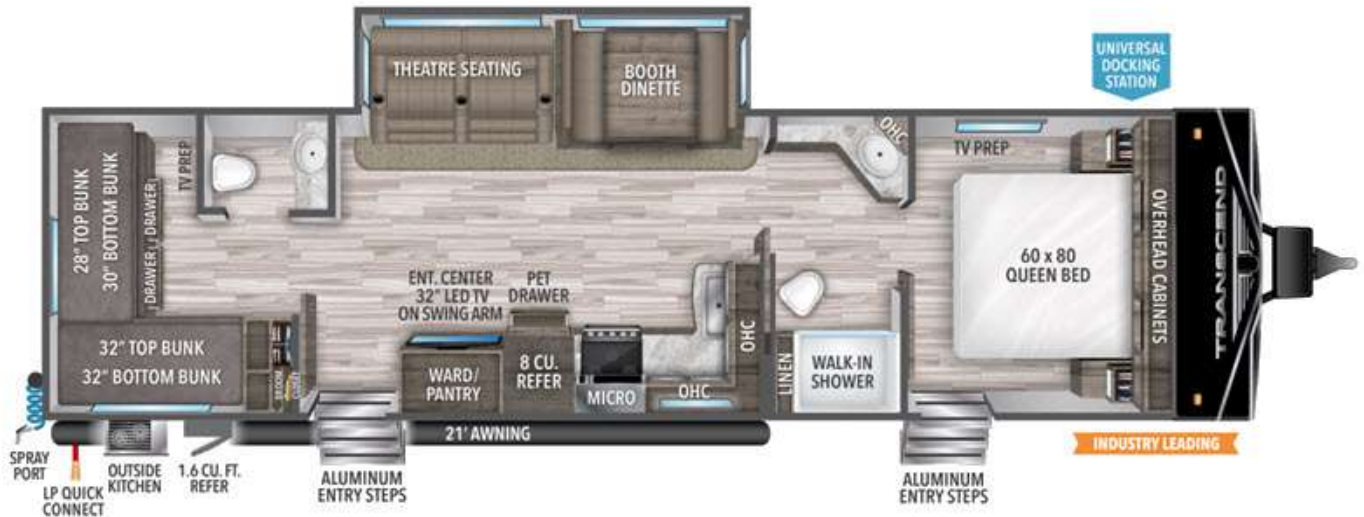 THEATRE SEATING
BOOTH
DINETTE
UNIVERSAL
DOCKING
STATION
28" TOP BUNK
30" BOTTOM BUNK
DRAWER
DRAWER
TV PREP
OHC
TV PREP
60 x 80
QUEEN BED
OVERHEAD CABINETS
TRANSCEND
ENT. CENTER
32" LED TV
ON SWING ARM
PET
DRAWER
32" TOP BUNK
32" BOTTOM BUNK
WARD/
PANTRY
8 CU.
REFER
MICRO
OHC
OHC
LINEN
WALK-IN
SHOWER
21' AWNING
INDUSTRY LEADING
SPRAY
PORT
LP QUICK
CONNECT
OUTSIDE
KITCHEN
1.6 CU. FT.
REFER
ALUMINUM
ENTRY STEPS
ALUMINUM
ENTRY STEPS